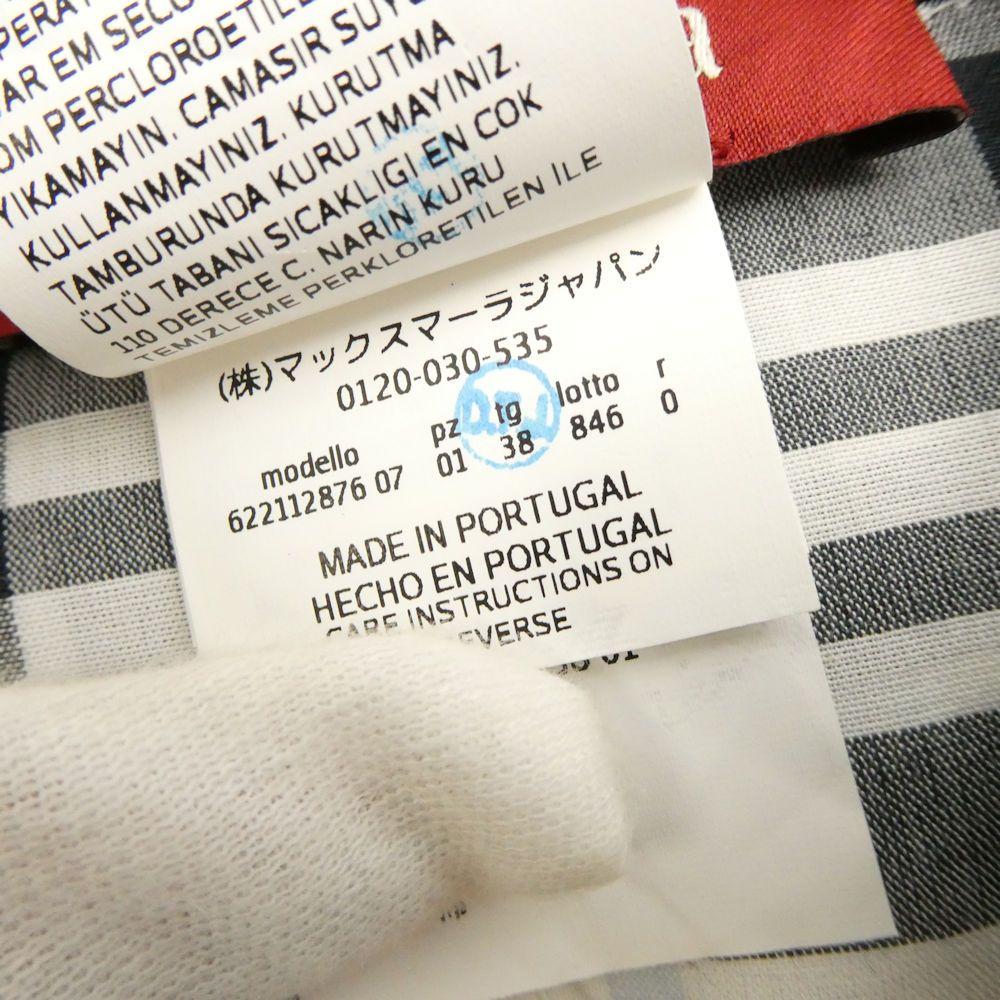 AR EM SECO
OM PERCLOROETILE
YIKAMAYIN. CAMASIR SUYU
KULLANMAYINIZ. KURUTMA
TAMBURUNDA KURUTMAYINIZ.
ÜTÜ TABANI SICAKLIGI EN COK
110 DERECE C. NARIN KURU
TEMIZLEME PERKLORETILEN İLE
a
(株)マックスマーラジャパン
0120-030-535
modello pz tg lotto r
622112876 07 01 38 846 0
MADE IN PORTUGAL
HECHO EN PORTUGAL
CARE INSTRUCTIONS ON
EVERSE